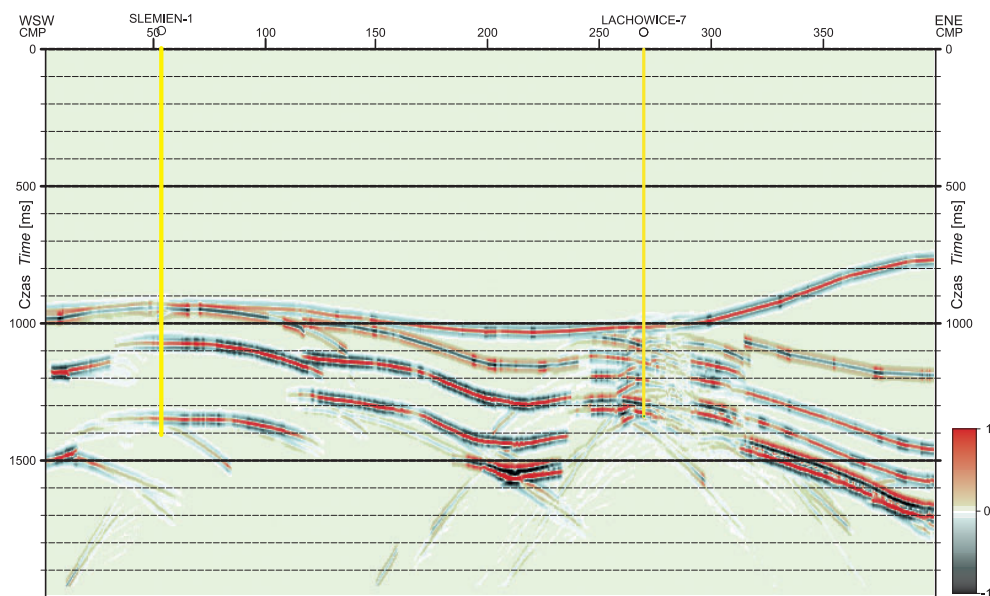 WSW SLEMIEN-1 LACHOWICE-7 ENE
CMP 50 100 150 200 250 300 350 CMP
0 0
500 500
Czas Time [ms] Czas Time [ms]
1000 1000
1500
1
0
-1